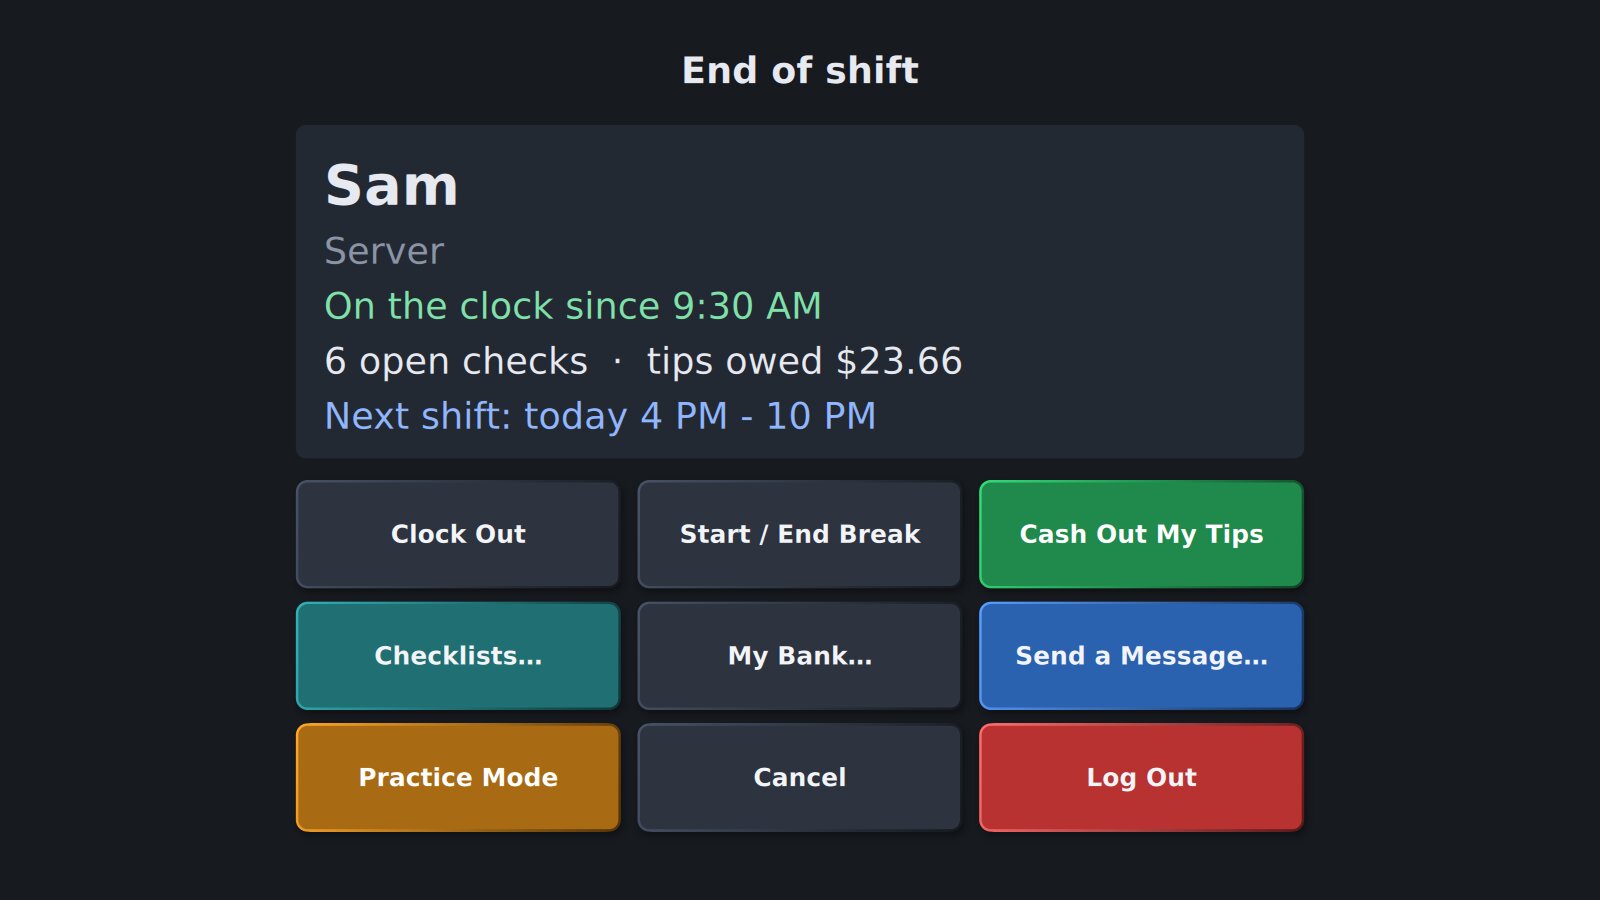 End of shift
Sam
Server
On the clock since 9:30 AM
6 open checks · tips owed $23.66
Next shift: today 4 PM - 10 PM
Clock Out
Start / End Break
Cash Out My Tips
Checklists…
My Bank…
Send a Message…
Practice Mode
Cancel
Log Out